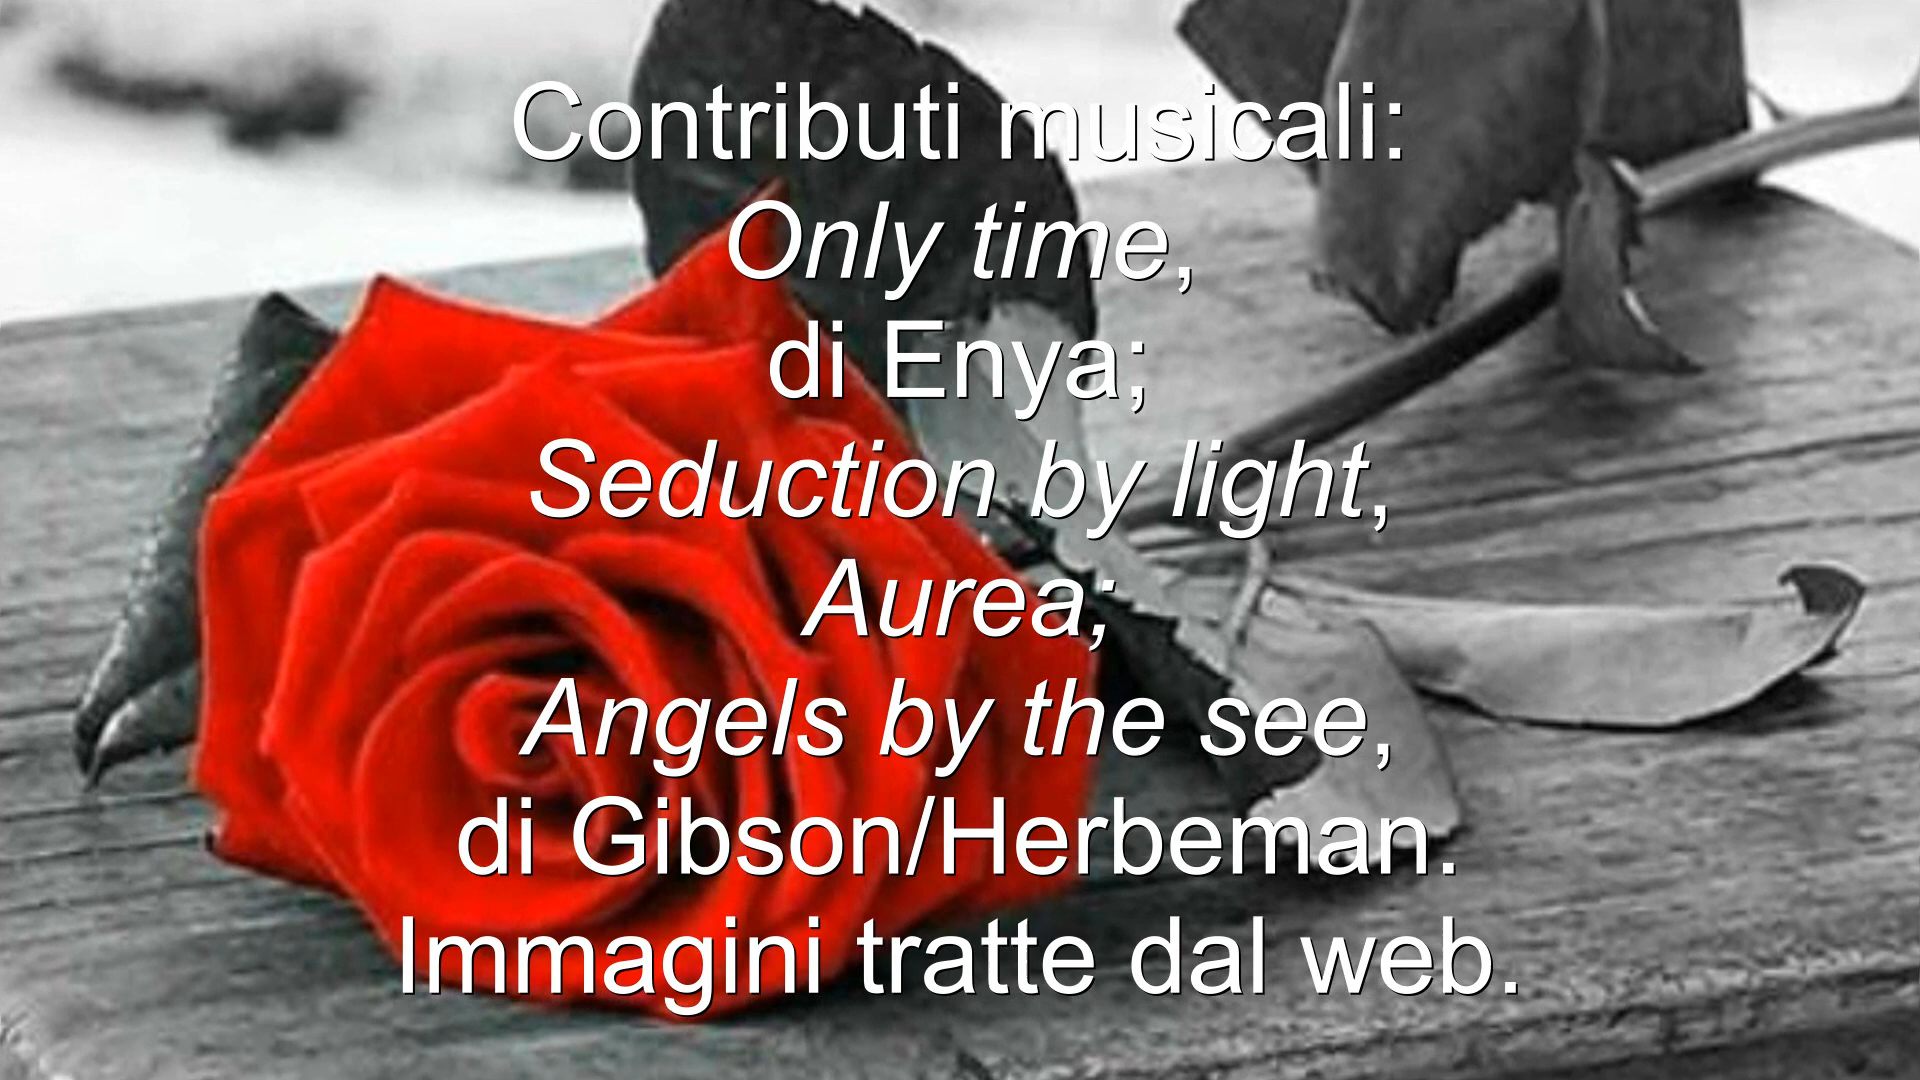 Contributi musicali:
Only time,
di Enya;
Seduction by light,
Aurea;
Angels by the see,
di Gibson/Herbeman.
Immagini tratte dal web.